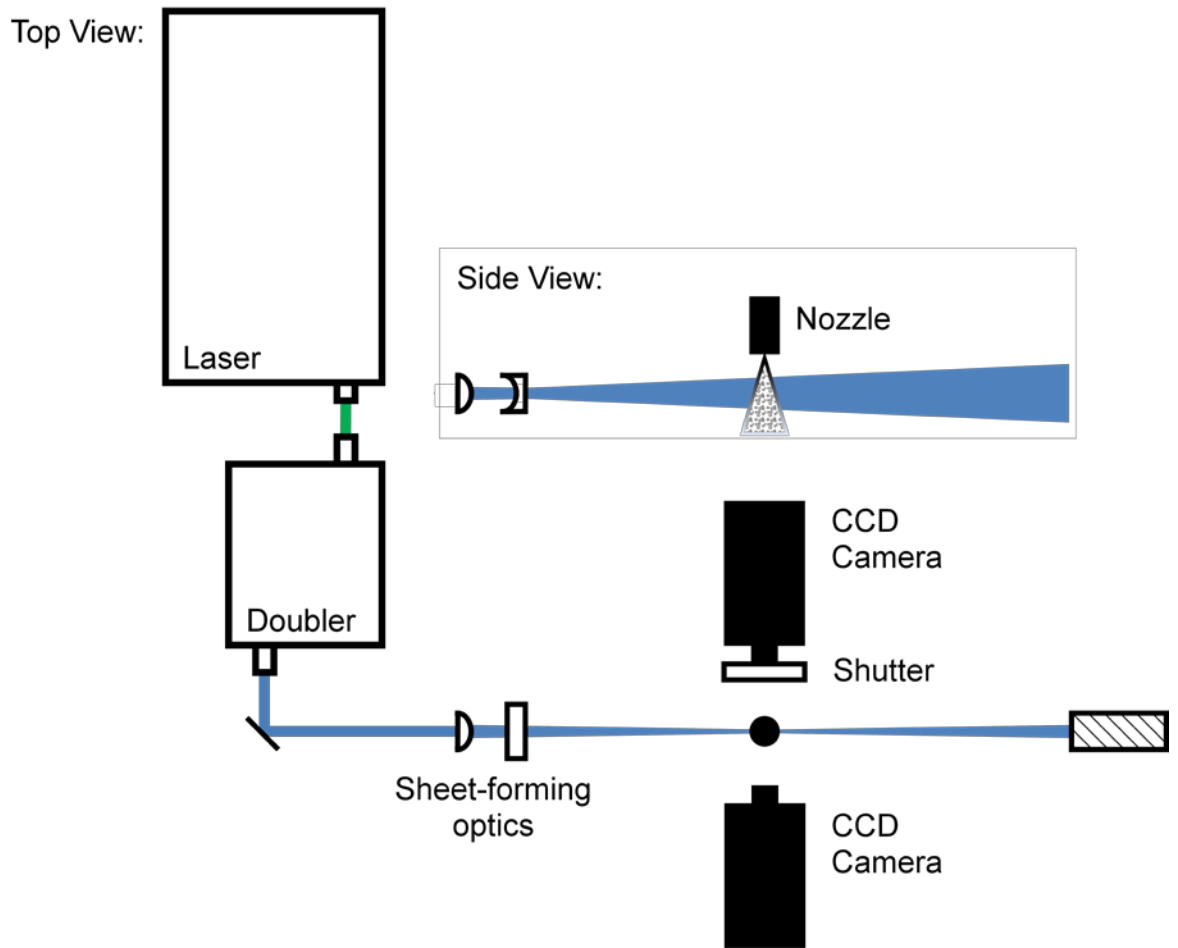 Top View:
Laser
Side View:
Nozzle
Doubler
CCD
Camera
Shutter
Sheet-forming
optics
CCD
Camera